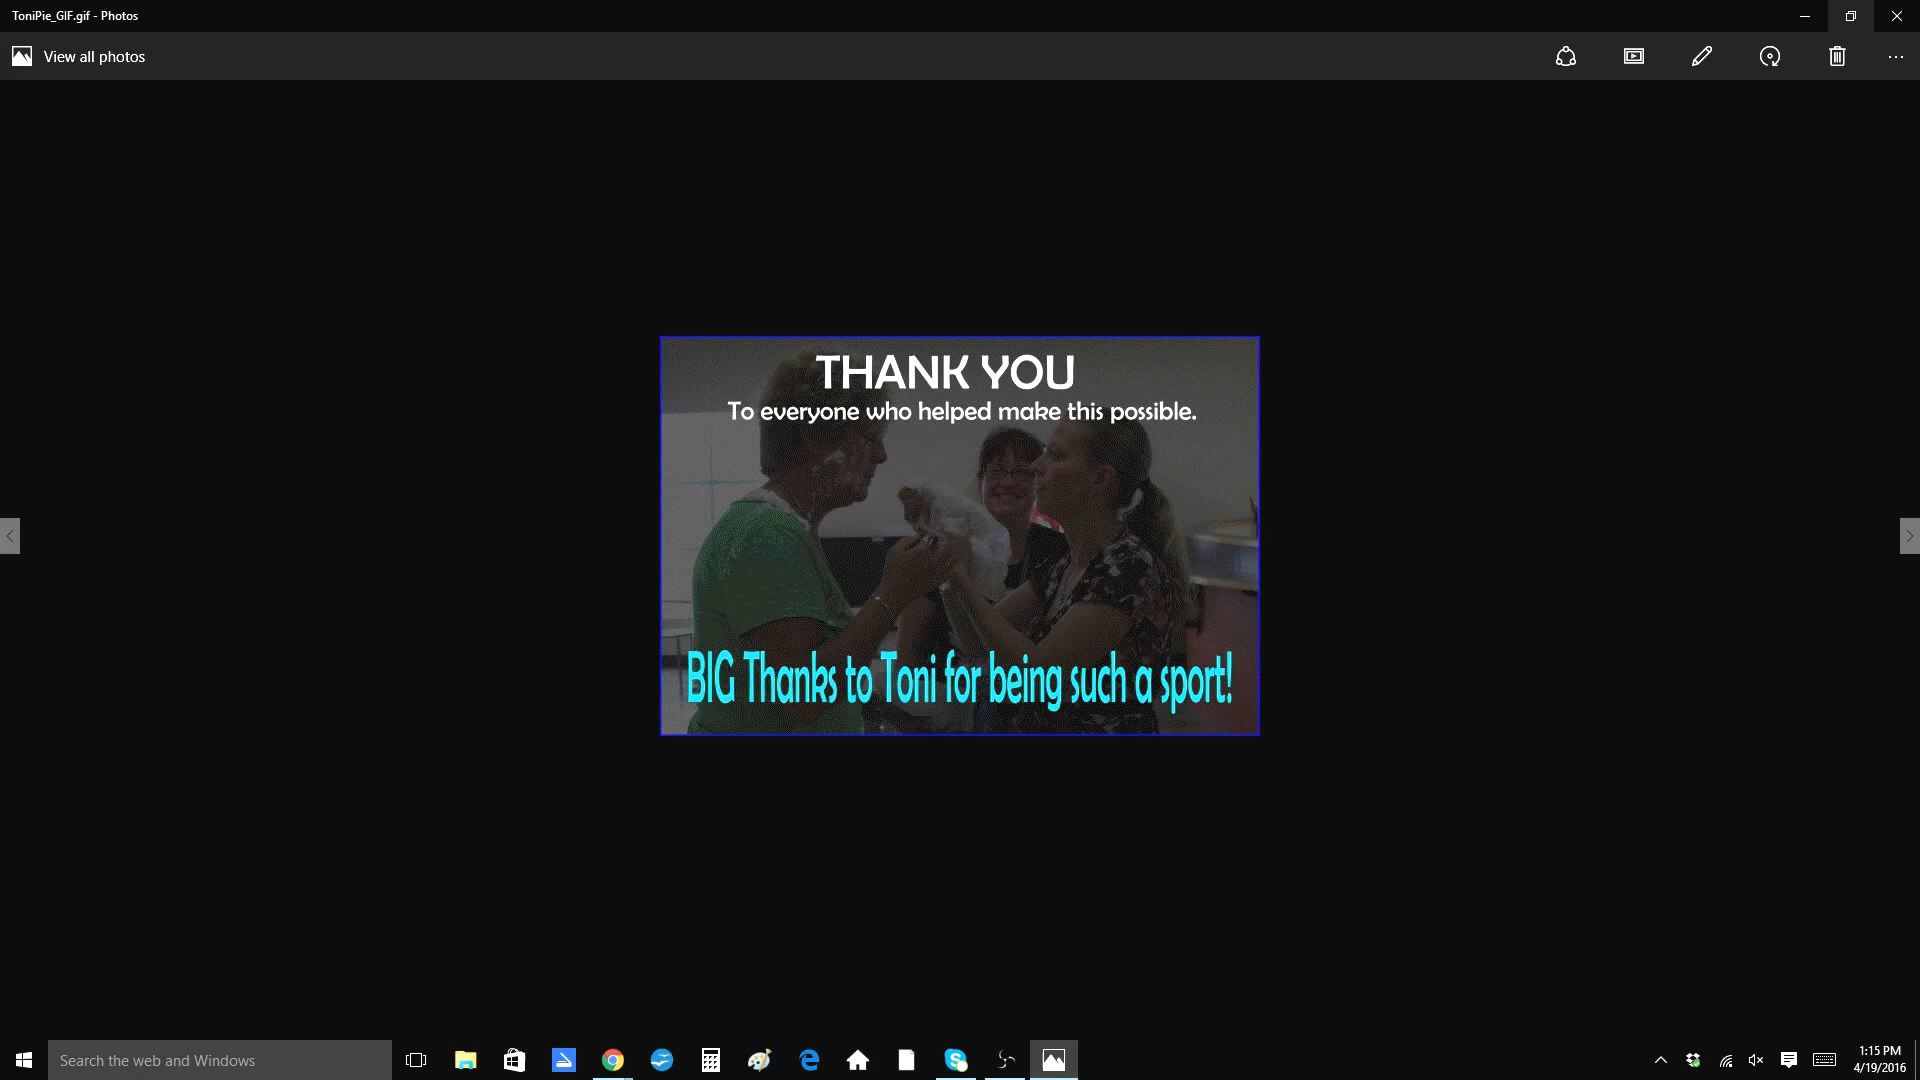 ToniPie_GIF.gif - Photos
View all photos
THANK YOU
To everyone who helped make this possible.
BIG Thanks to Toni for being such a sport!
Search the web and Windows
1:15 PM
4/19/2016